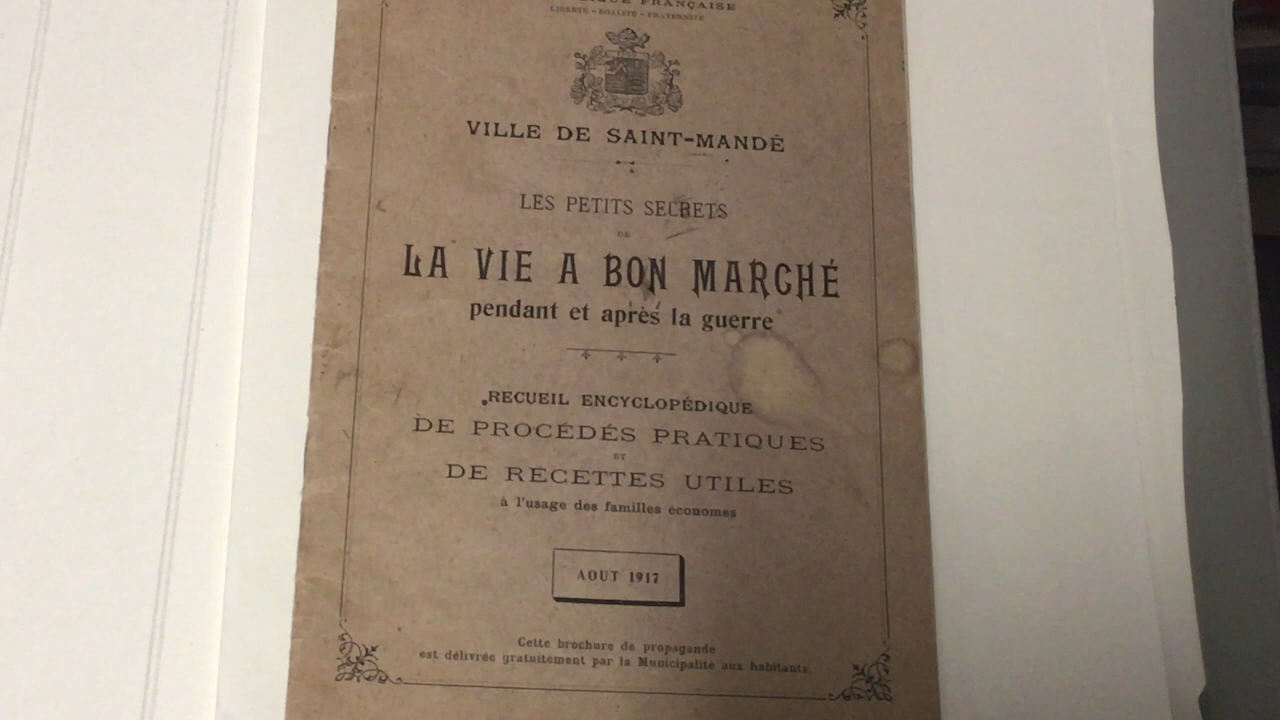 FRANÇAISE
LIBERTÉ - ÉGALITÉ - FRATERNITÉ
VILLE DE SAINT-MANDÉ
LES PETITS SECRETS
DE
LA VIE A BON MARCHÉ
pendant et après la guerre
RECUEIL ENCYCLOPÉDIQUE
DE PROCÉDÉS PRATIQUES
ET
DE RECETTES UTILES
à l'usage des familles économes
AOUT 1917
Cette brochure de propagande
est délivrée gratuitement par la Municipalité aux habitants